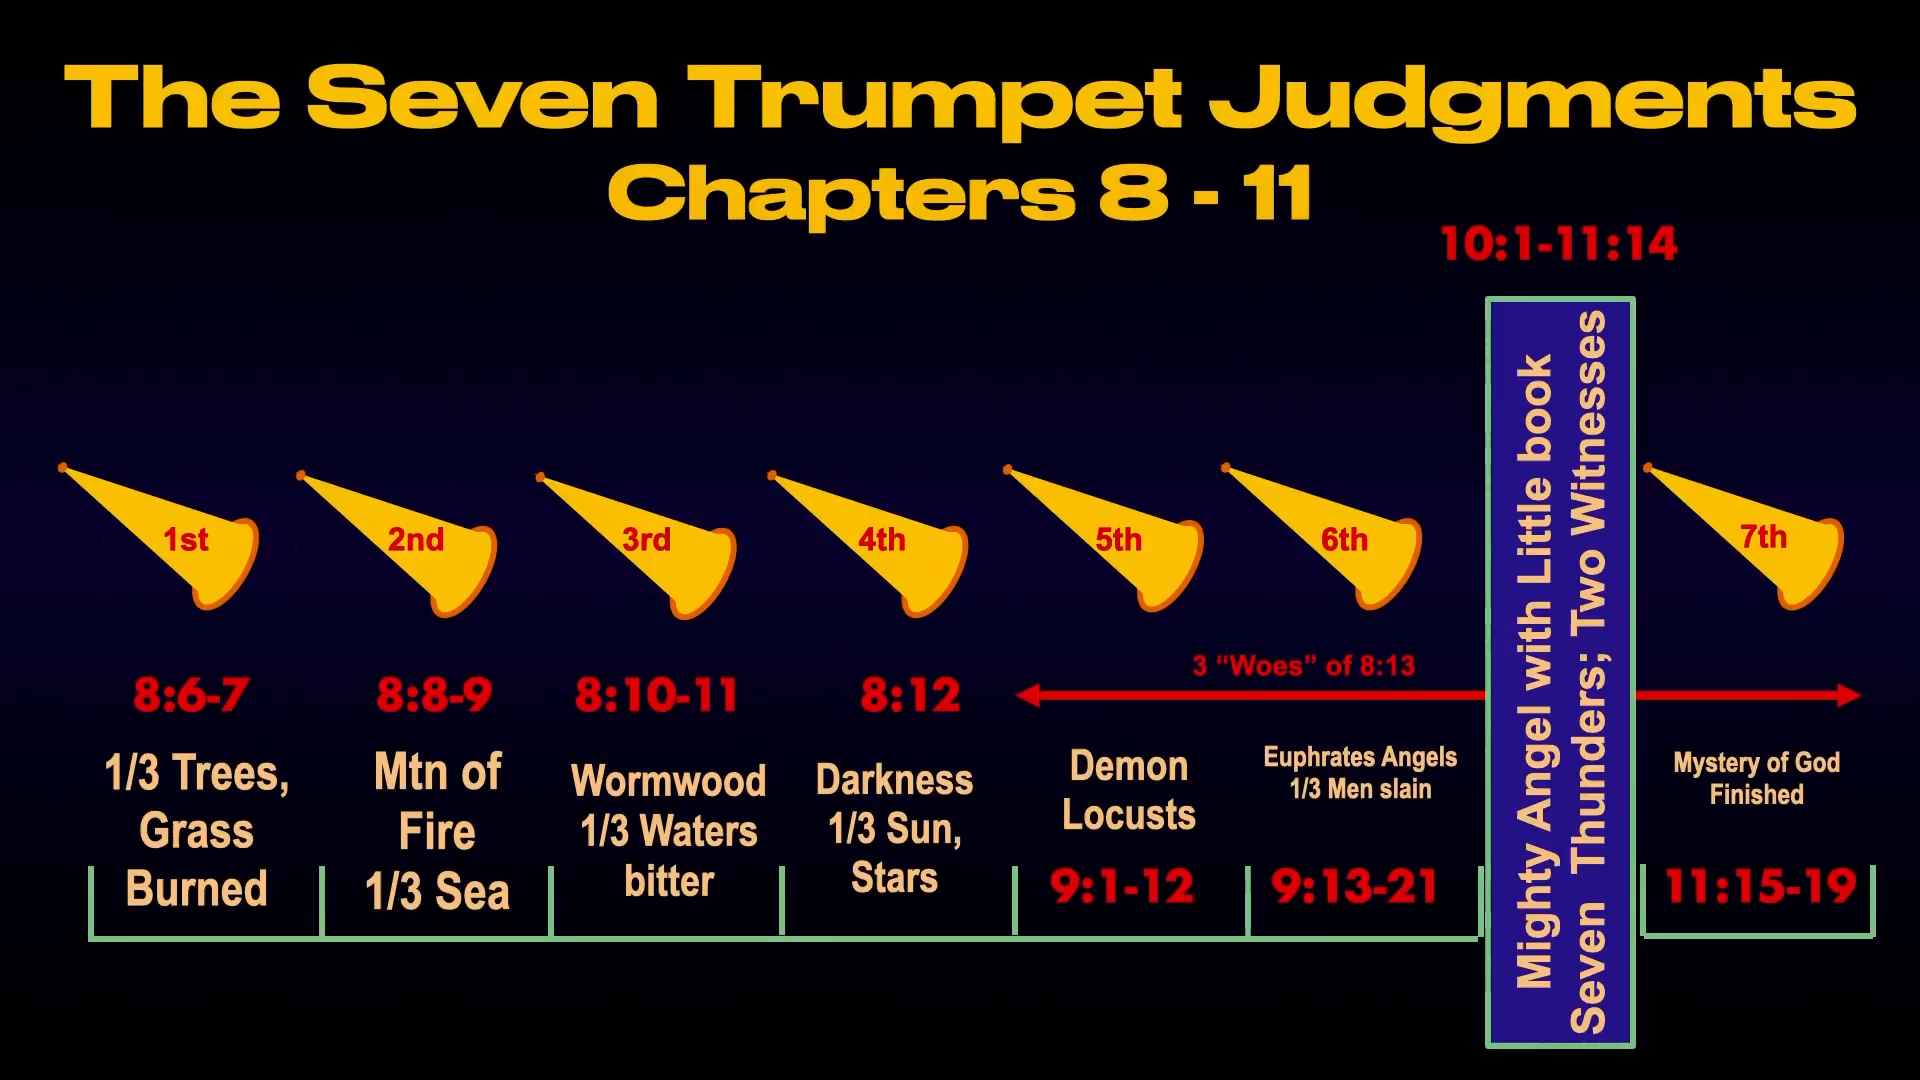 The Seven Trumpet Judgments
Chapters 8 - 11
10:1-11:14
1st
2nd
3rd
4th
5th
6th
7th
8:6-7
1/3 Trees,
Grass
Burned
8:8-9
Mtn of
Fire
1/3 Sea
8:10-11
Wormwood
1/3 Waters
bitter
8:12
Darkness
1/3 Sun,
Stars
3 “Woes” of 8:13
Demon
Locusts
9:1-12
Euphrates Angels
1/3 Men slain
9:13-21
Mighty Angel with Little book
Seven Thunders; Two Witnesses
Mystery of God
Finished
11:15-19